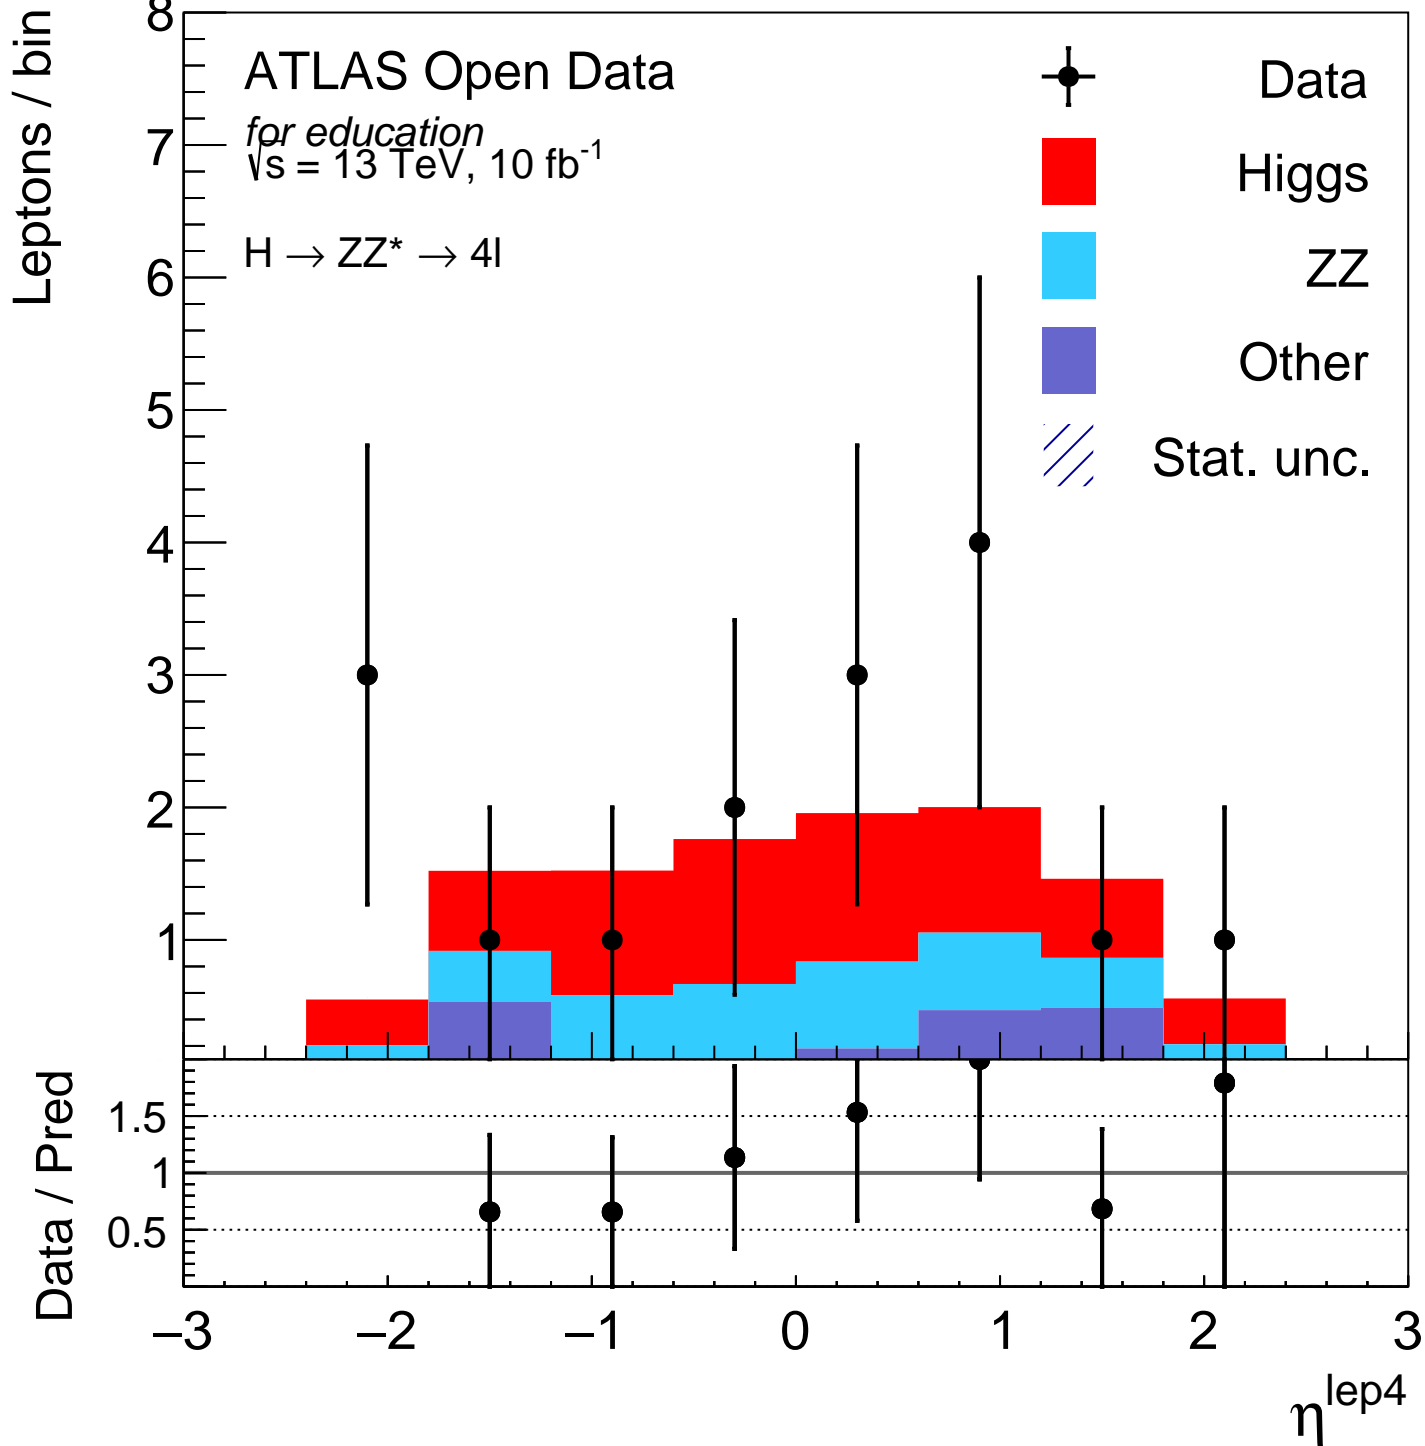 Leptons / bin
8
7
6
5
4
3
2
1
ATLAS Open Data
for education
√s = 13 TeV, 10 fb⁻¹
H → ZZ* → 4l
Data
Higgs
ZZ
Other
Stat. unc.
Data / Pred
1.5
1
0.5
−3 −2 −1 0 1 2 3
η^lep4